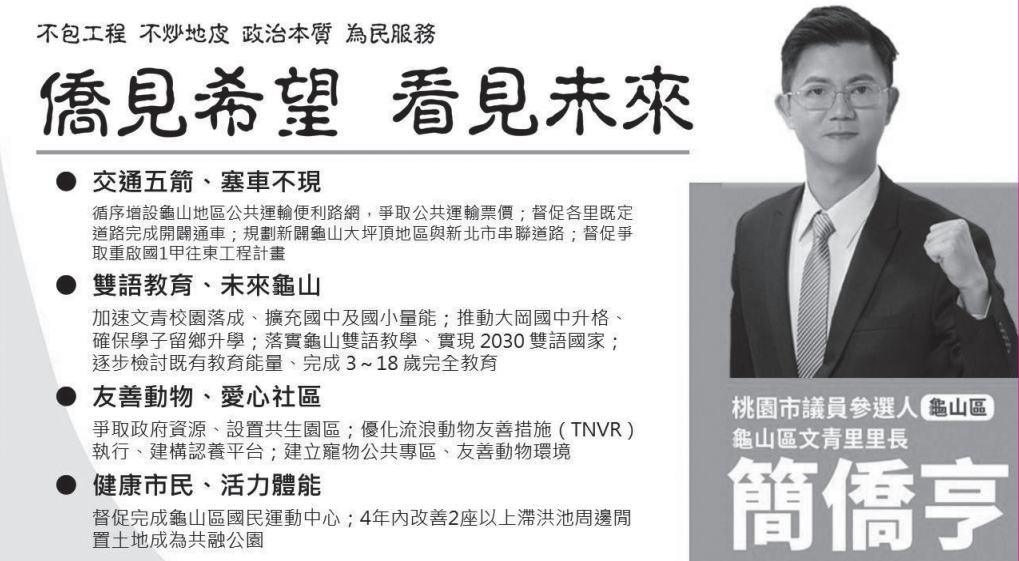 不包工程 不炒地皮 政治本質 為民服務
僑見希望 看見未來
● 交通五箭、塞車不現
循序增設龜山地區公共運輸便利路網，爭取公共運輸票價；督促各里既定
道路完成開闢通車；規劃新闢龜山大坪頂地區與新北市串聯道路；督促爭
取重啟國1甲往東工程計畫
● 雙語教育、未來龜山
加速文青校園落成、擴充國中及國小量能；推動大岡國中升格、
確保學子留鄉升學；落實龜山雙語教學、實現 2030 雙語國家；
逐步檢討既有教育能量、完成 3～18 歲完全教育
● 友善動物、愛心社區
爭取政府資源、設置共生園區；優化流浪動物友善措施（TNVR）
執行、建構認養平台；建立寵物公共專區、友善動物環境
● 健康市民、活力體能
督促完成龜山區國民運動中心；4年內改善2座以上滯洪池周邊閒
置土地成為共融公園
桃園市議員參選人 龜山區
龜山區文青里里長
簡僑亨